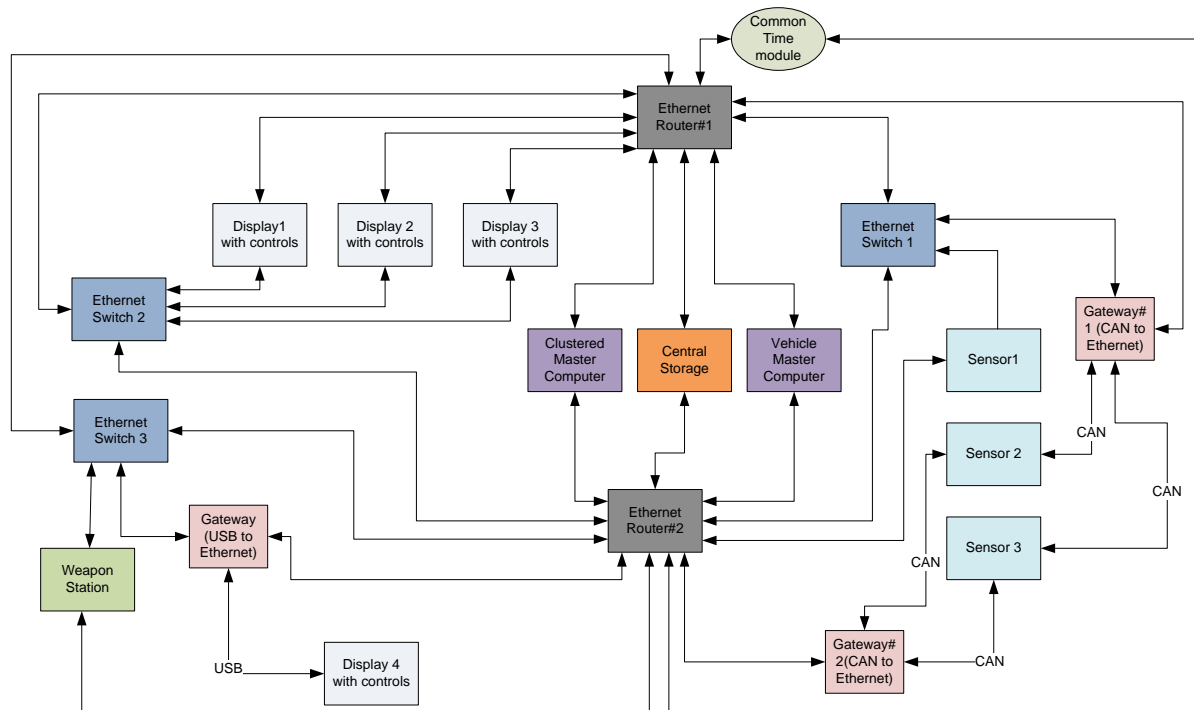 Common
Time
module
Ethernet
Router#1
Display1
with controls
Display 2
with controls
Display 3
with controls
Ethernet
Switch 1
Ethernet
Switch 2
Gateway#
1 (CAN to
Ethernet)
Clustered
Master
Computer
Central
Storage
Vehicle
Master
Computer
Sensor1
Ethernet
Switch 3
CAN
Sensor 2
CAN
Ethernet
Router#2
Gateway
(USB to
Ethernet)
Sensor 3
CAN
Weapon
Station
Gateway#
2(CAN to
Ethernet)
CAN
USB
Display 4
with controls